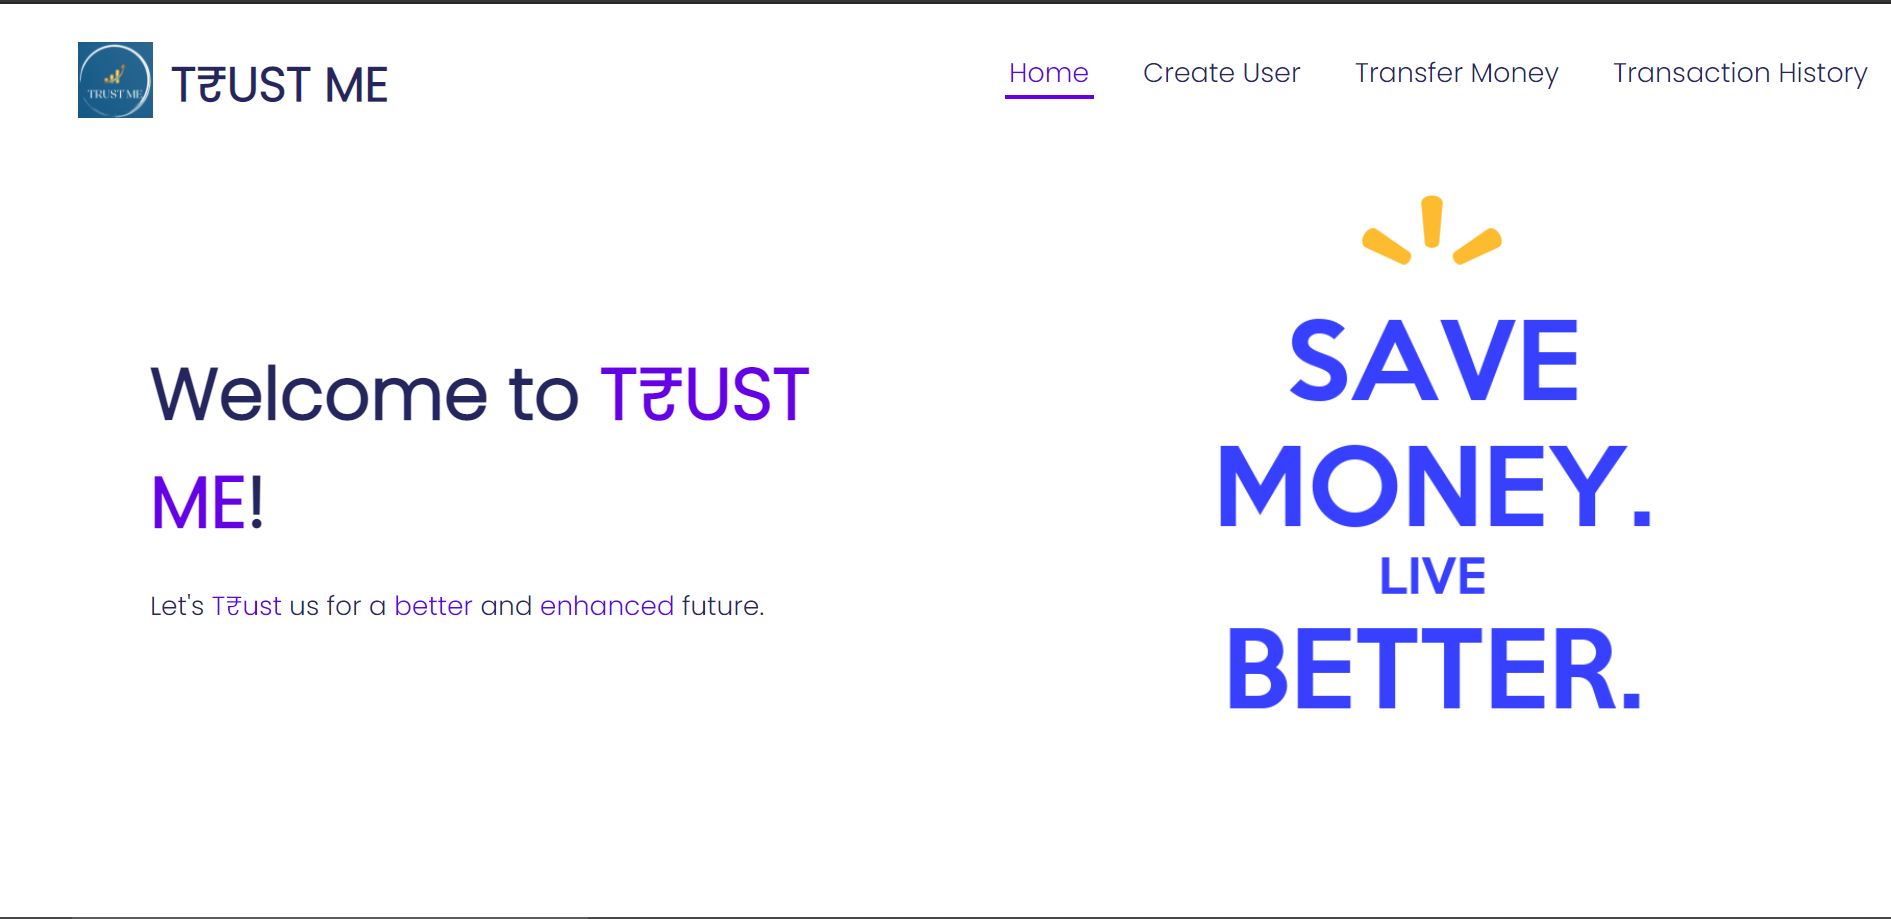 TRUST ME
T₹UST ME
Home Create User Transfer Money Transaction History
Welcome to T₹UST
ME!
Let's T₹ust us for a better and enhanced future.
SAVE
MONEY.
LIVE
BETTER.